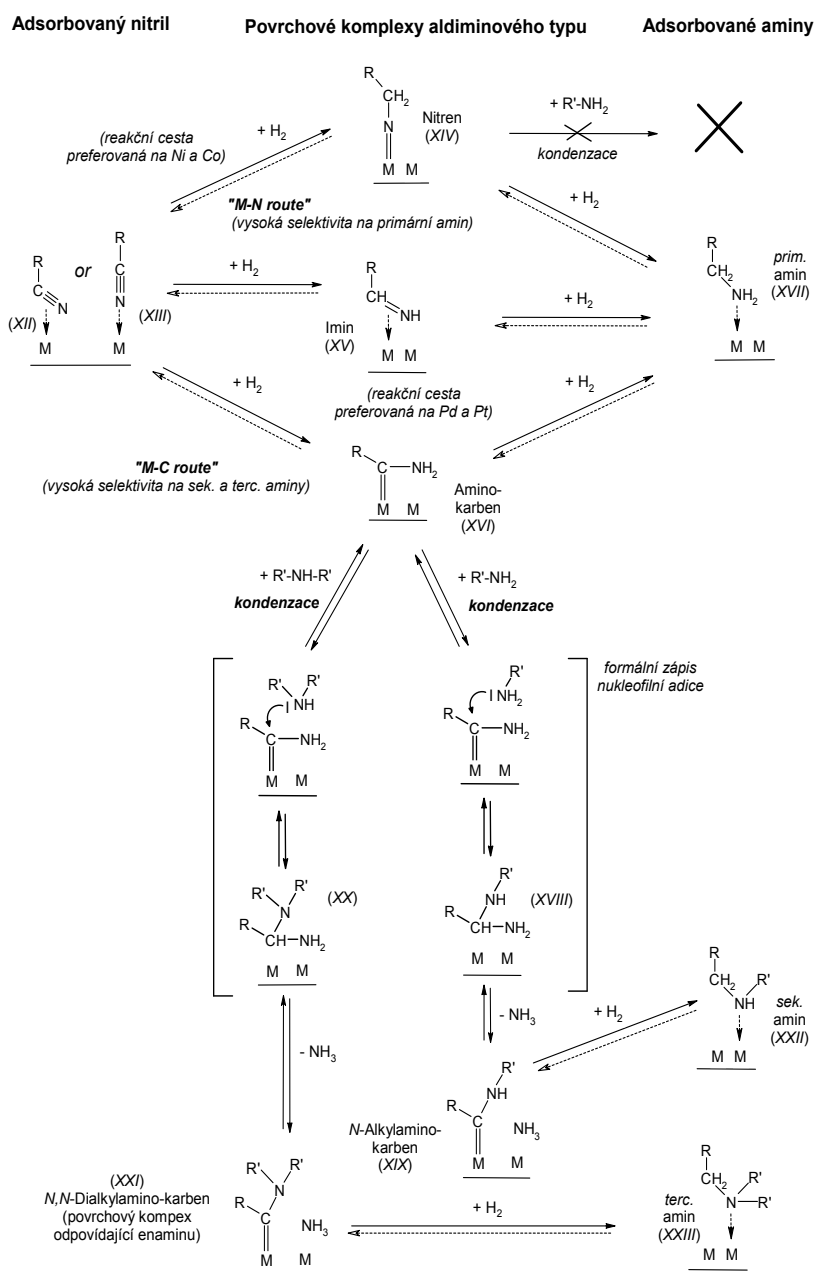 Adsorbovaný nitril
Povrchové komplexy aldiminového typu
Adsorbované aminy
R
CH2
N
M M
Nitren
(XIV)
+ R'-NH2
kondenzace
(reakční cesta
preferovaná na Ni a Co)
+ H2
"M-N route"
(vysoká selektivita na primární amin)
+ H2
R
C
N
(XII)
M
or
R
C
N
(XIII)
M
+ H2
R
CH
NH
Imin
(XV)
M M
+ H2
R
CH2
NH2
M M
prim.
amin
(XVII)
+ H2
(reakční cesta
preferovaná na Pd a Pt)
+ H2
"M-C route"
(vysoká selektivita na sek. a terc. aminy)
R
C
NH2
M M
Amino-
karben
(XVI)
+ R'-NH-R'
kondenzace
+ R'-NH2
kondenzace
formální zápis
nukleofilní adice
R'
R'
INH
R
C
NH2
M M
R'
INH2
R
C
NH2
M M
R'
R'
N
R
CH
NH2
M M
(XX)
R'
NH
R
CH
NH2
M M
(XVIII)
- NH3
- NH3
+ H2
R
CH2
NH
R'
M M
sek.
amin
(XXII)
R'
NH
R
C
NH3
M M
N-Alkylamino-
karben
(XIX)
(XXI)
N,N-Dialkylamino-karben
(povrchový kompex
odpovídající enaminu)
R'
R'
N
R
C
NH3
M M
+ H2
R
CH2
N
R'
R'
M M
terc.
amin
(XXIII)